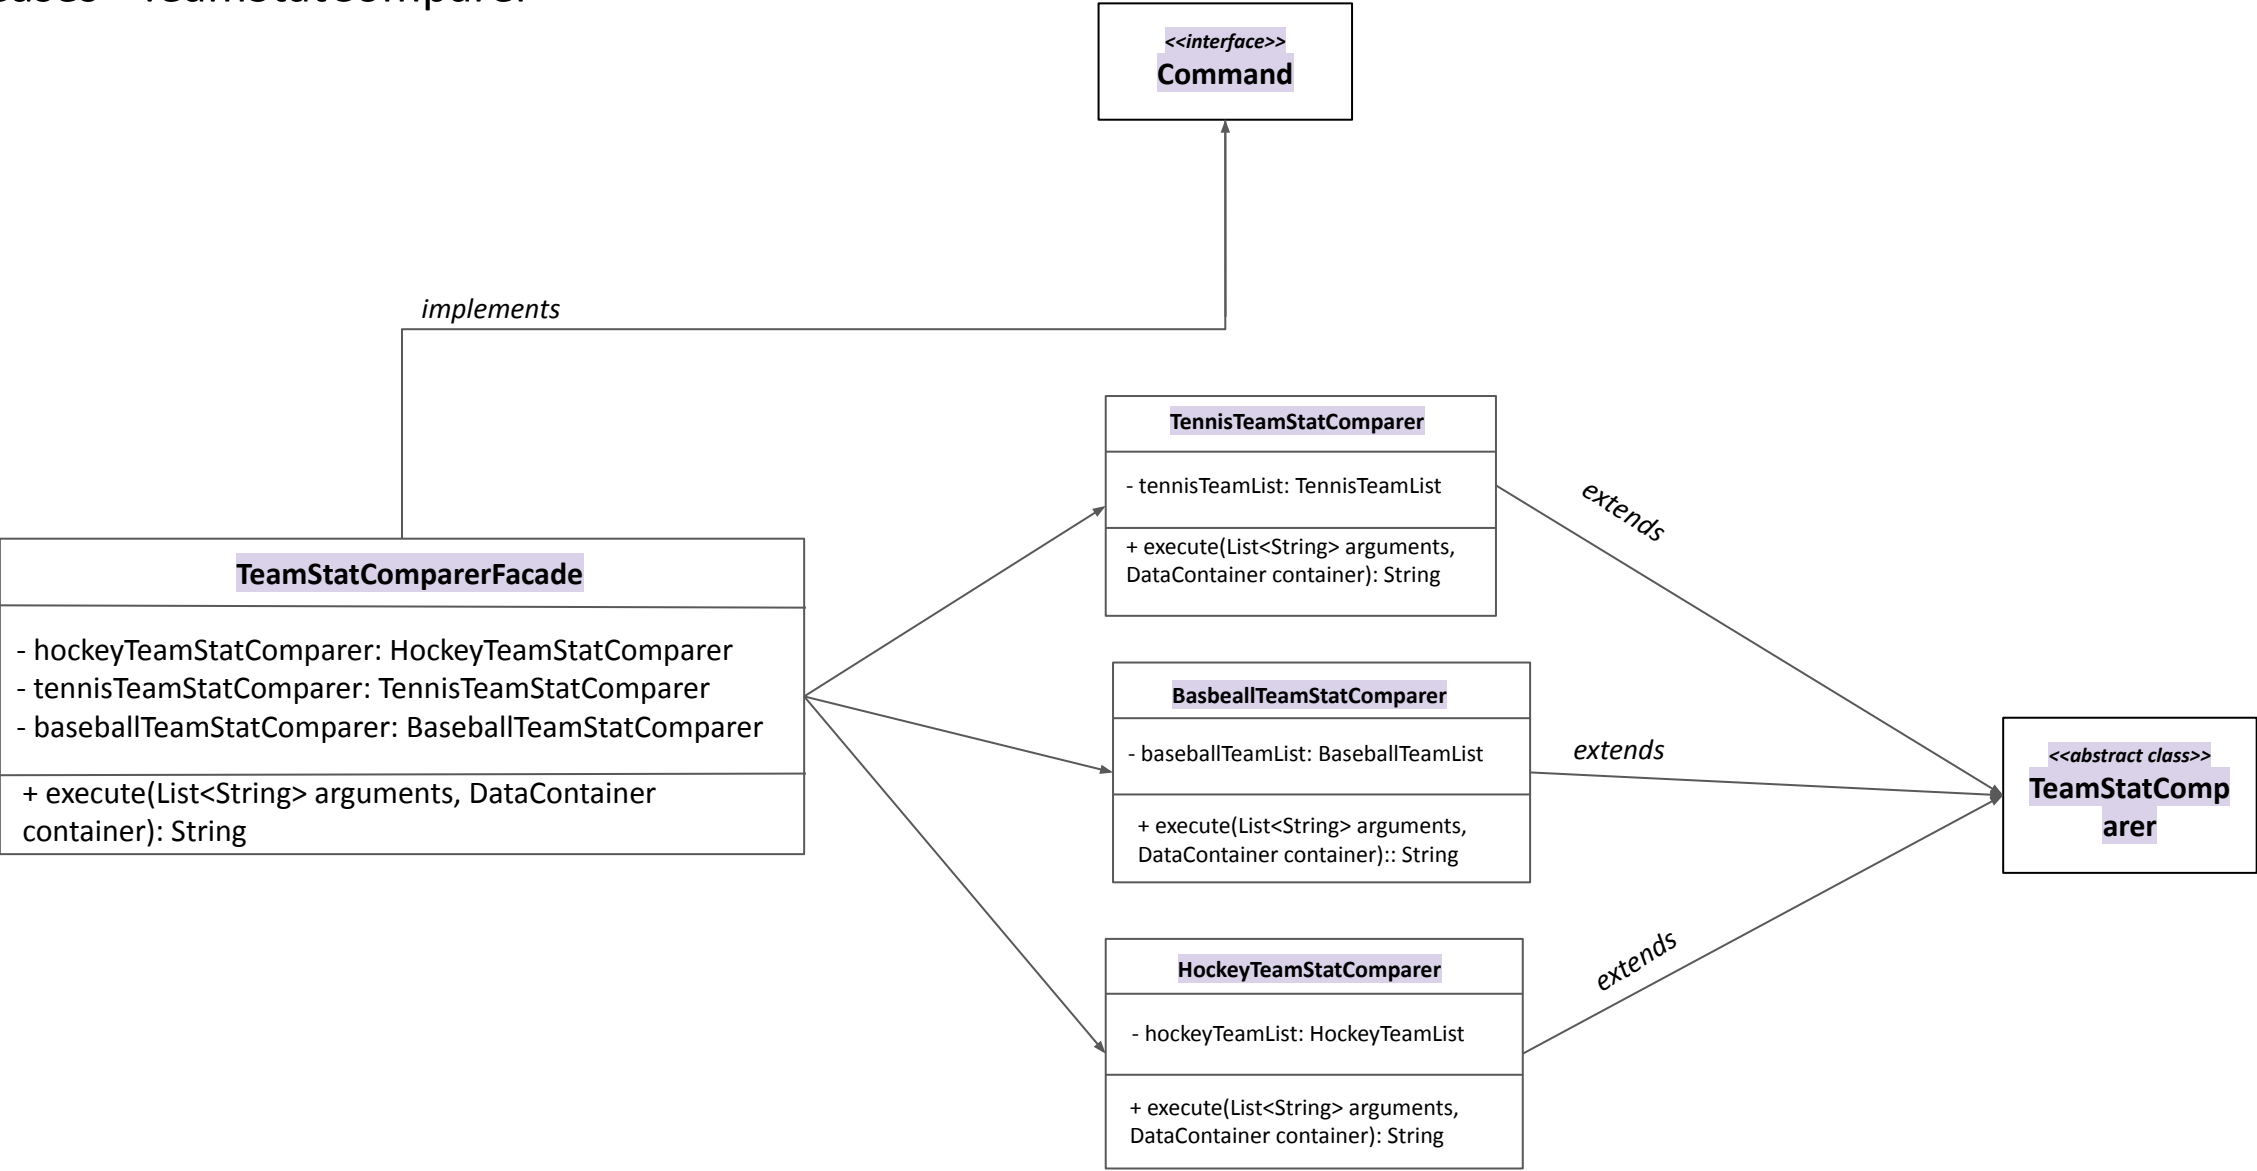 TeamStatComparer
<<interface>>
Command
implements
TennisTeamStatComparer
- tennisTeamList: TennisTeamList
+ execute(List<String> arguments,
DataContainer container): String
extends
TeamStatComparerFacade
- hockeyTeamStatComparer: HockeyTeamStatComparer
- tennisTeamStatComparer: TennisTeamStatComparer
- baseballTeamStatComparer: BaseballTeamStatComparer
+ execute(List<String> arguments, DataContainer
container): String
BasbeallTeamStatComparer
- baseballTeamList: BaseballTeamList
+ execute(List<String> arguments,
DataContainer container):: String
extends
<<abstract class>>
TeamStatComp
arer
HockeyTeamStatComparer
- hockeyTeamList: HockeyTeamList
+ execute(List<String> arguments,
DataContainer container): String
extends